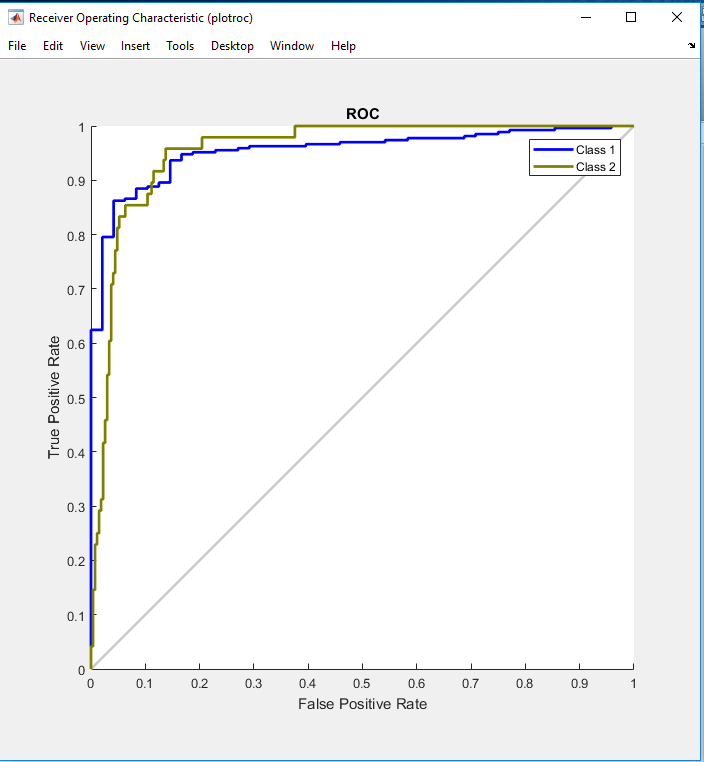 Receiver Operating Characteristic (plotroc)
File Edit View Insert Tools Desktop Window Help
ROC
Class 1
Class 2
True Positive Rate
1
0.9
0.8
0.7
0.6
0.5
0.4
0.3
0.2
0.1
0
0 0.1 0.2 0.3 0.4 0.5 0.6 0.7 0.8 0.9 1
False Positive Rate